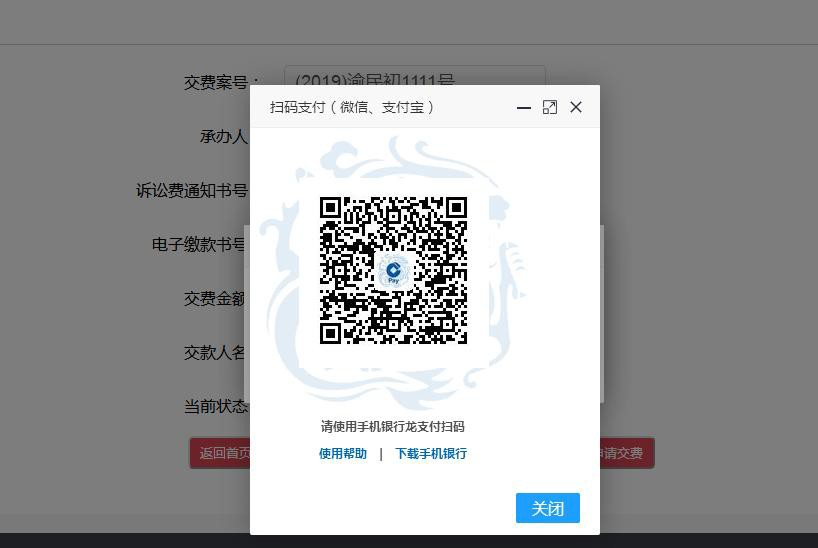 交费案号：
(2019)渝民初1111号
扫码支付（微信、支付宝）
承办人
诉讼费通知书号
电子缴款书号
交费金额
交款人名
当前状态
Pay
请使用手机银行龙支付扫码
使用帮助 | 下载手机银行
返回首页
申请交费
关闭